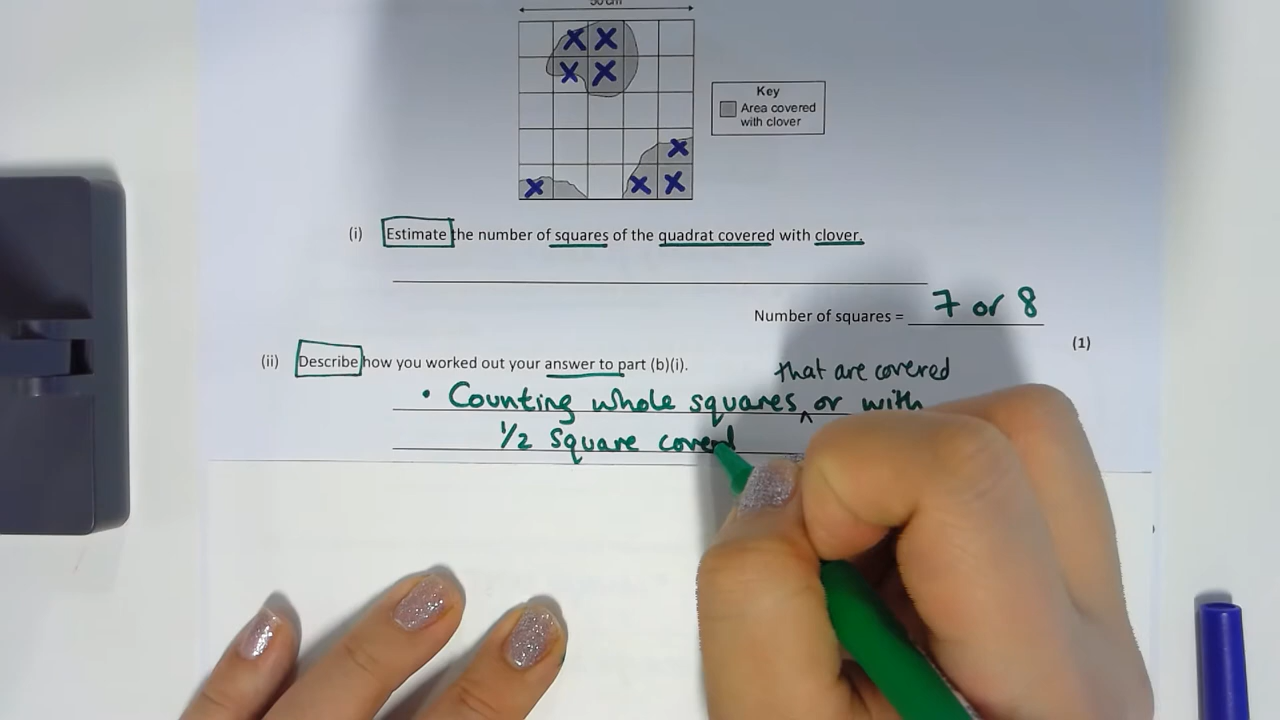 50 cm
X X
X X
Key
Area covered
with clover
X
X X X
(i) Estimate the number of squares of the quadrat covered with clover.
Number of squares = 7 or 8
(1)
(ii) Describe how you worked out your answer to part (b)(i).
that are covered
• Counting whole squares ^ or with
1/2 square covered